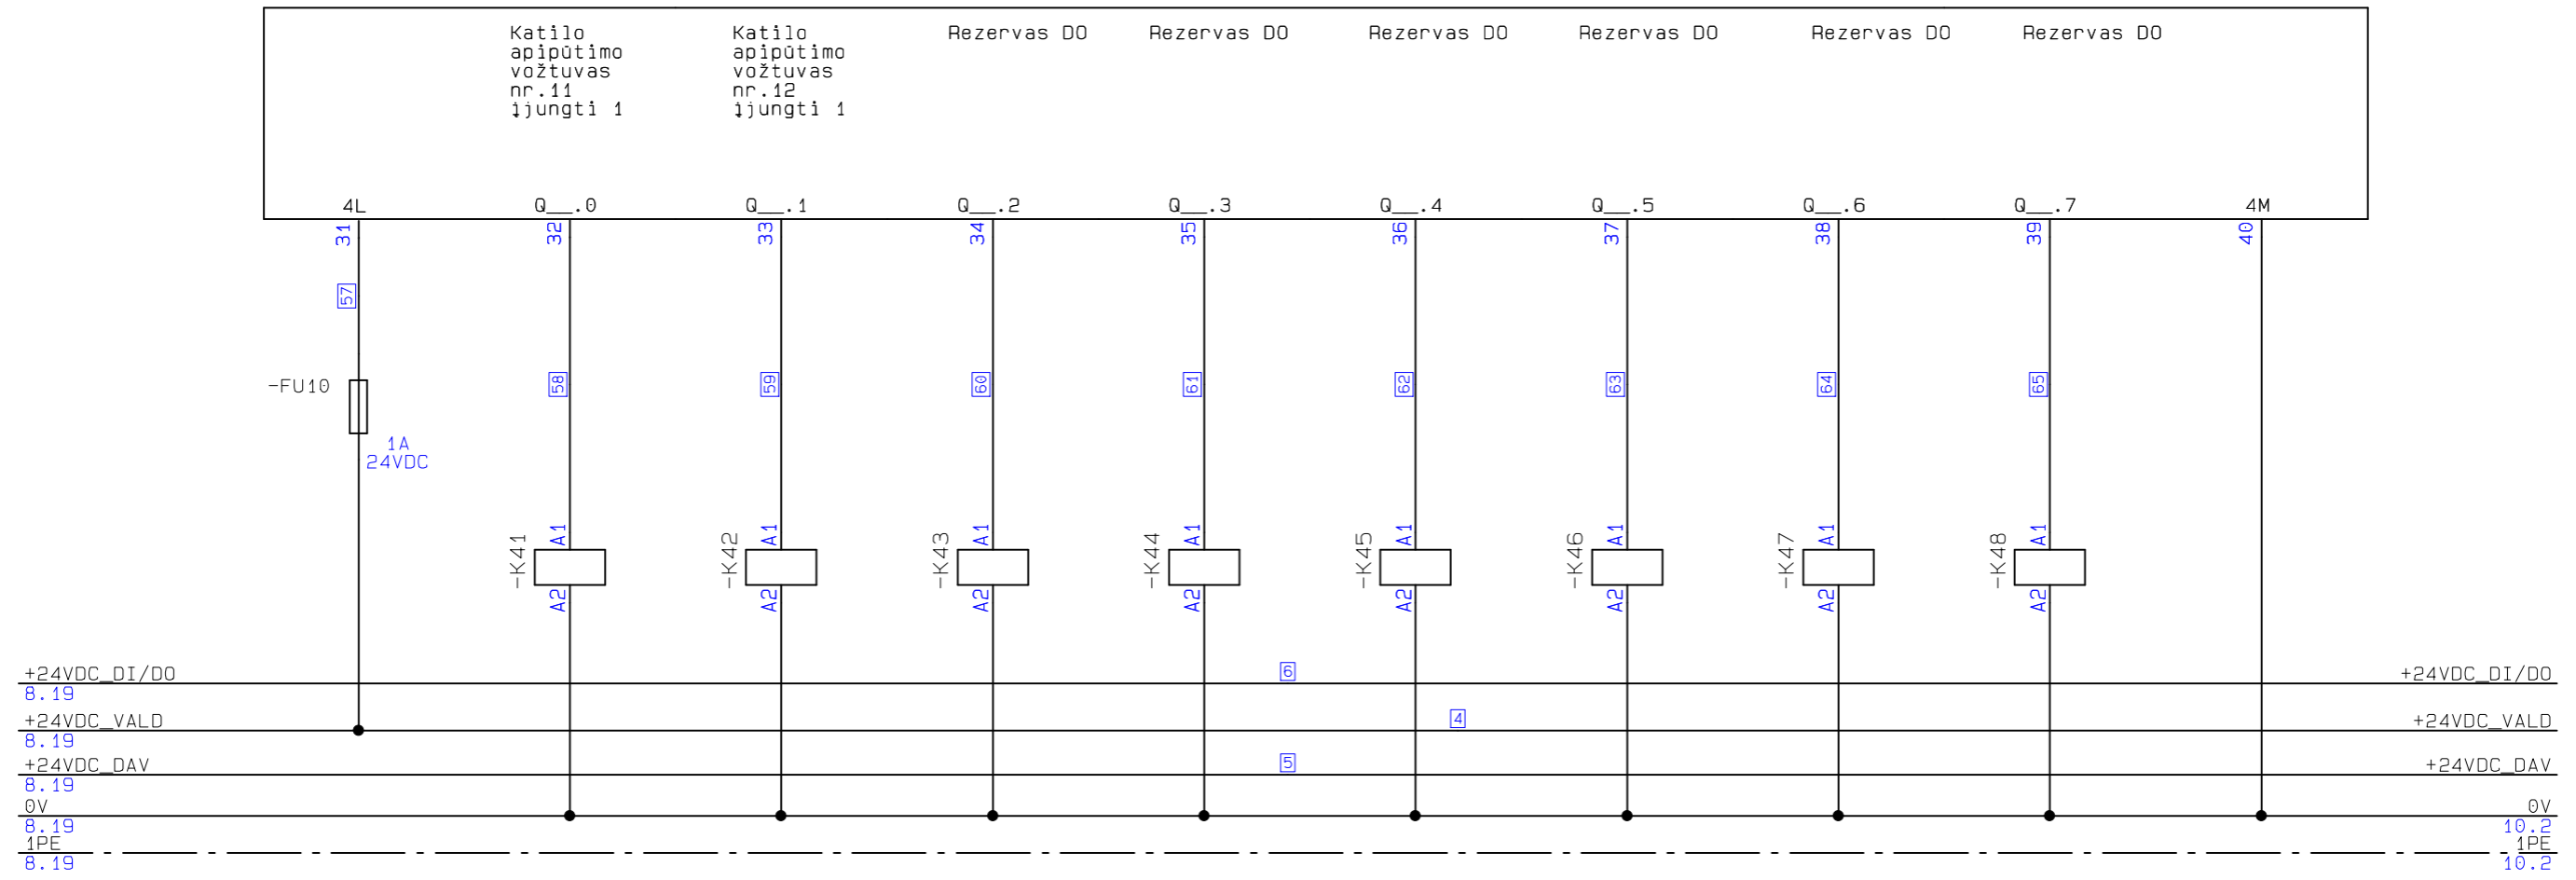 Katilo
apipūtimo
vožtuvas
nr.11
įjungti 1
Katilo
apipūtimo
vožtuvas
nr.12
įjungti 1
Rezervas DO
Rezervas DO
Rezervas DO
Rezervas DO
Rezervas DO
Rezervas DO
4L
Q__.0
Q__.1
Q__.2
Q__.3
Q__.4
Q__.5
Q__.6
Q__.7
4M
31
32
33
34
35
36
37
38
39
40
57
-FU10
1A
24VDC
58
59
60
61
62
63
64
65
-K41
A1
A2
-K42
A1
A2
-K43
A1
A2
-K44
A1
A2
-K45
A1
A2
-K46
A1
A2
-K47
A1
A2
-K48
A1
A2
+24VDC_DI/DO
8.19
6
+24VDC_DI/DO
+24VDC_VALD
8.19
4
+24VDC_VALD
+24VDC_DAV
8.19
5
+24VDC_DAV
0V
8.19
0V
10.2
1PE
8.19
1PE
10.2